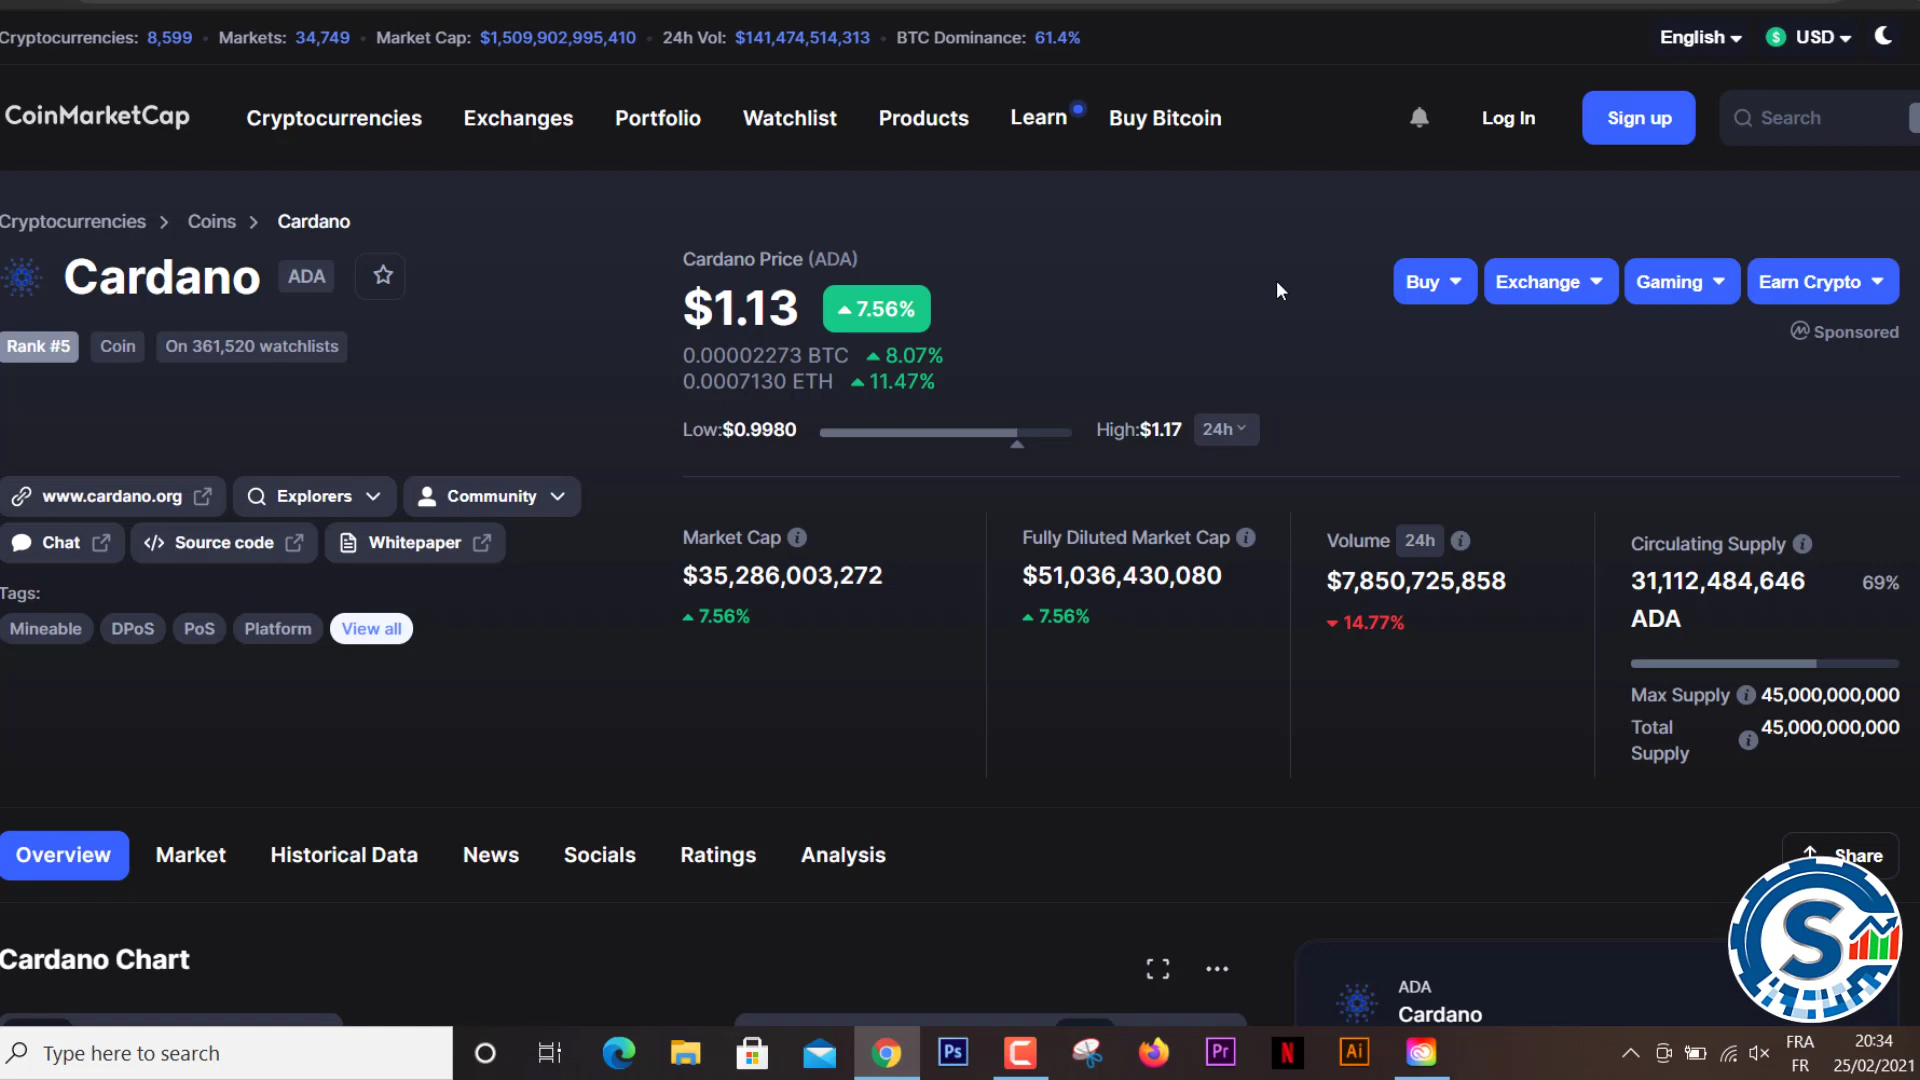 Cryptocurrencies: 8,599 • Markets: 34,749 • Market Cap: $1,509,902,995,410 • 24h Vol: $141,474,514,313 • BTC Dominance: 61.4%
English USD
CoinMarketCap Cryptocurrencies Exchanges Portfolio Watchlist Products Learn Buy Bitcoin Log In Sign up Search
Cryptocurrencies > Coins > Cardano
Cardano ADA
Rank #5 Coin On 361,520 watchlists
Cardano Price (ADA)
$1.13 7.56%
0.00002273 BTC 8.07%
0.0007130 ETH 11.47%
Low:$0.9980 High:$1.17 24h
Buy Exchange Gaming Earn Crypto
Sponsored
www.cardano.org Explorers Community
Chat Source code Whitepaper
Tags:
Mineable DPoS PoS Platform View all
Market Cap
$35,286,003,272
7.56%
Fully Diluted Market Cap
$51,036,430,080
7.56%
Volume 24h
$7,850,725,858
14.77%
Circulating Supply
31,112,484,646 69%
ADA
Max Supply 45,000,000,000
Total Supply 45,000,000,000
Overview Market Historical Data News Socials Ratings Analysis Share
Cardano Chart
ADA
Cardano
S
Type here to search
Ps Pr N Ai
FRA
FR
20:34
25/02/2021